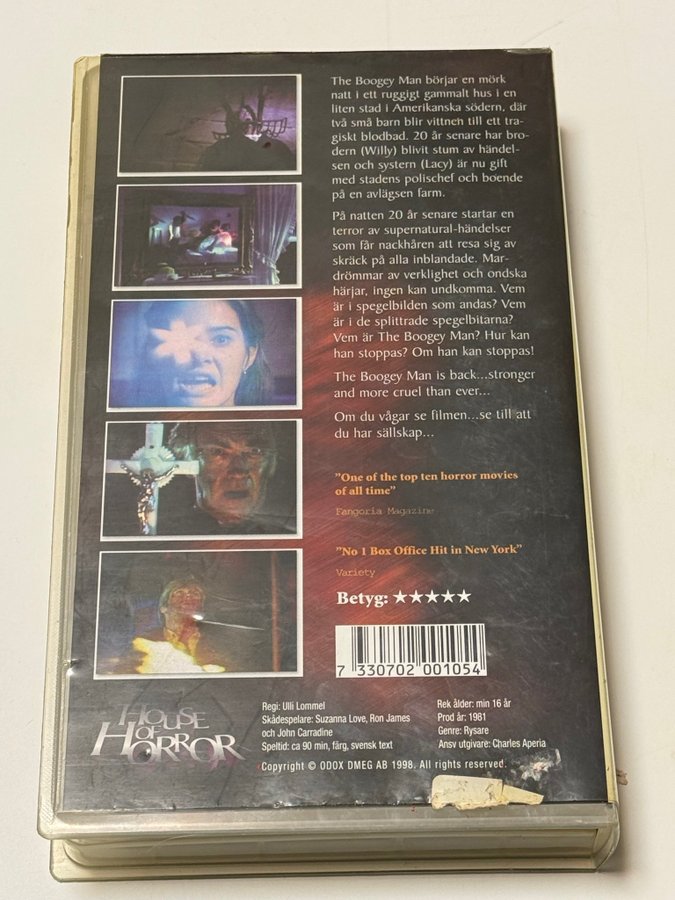 The Boogey Man börjar en mörk
natt i ett ruggigt gammalt hus i en
liten stad i Amerikanska södern, där
två små barn blir vittnen till ett tra-
giskt blodbad. 20 år senare har bro-
dern (Willy) blivit stum av händel-
sen och systern (Lacy) är nu gift
med stadens polischef och boende
på en avlägsen farm.
På natten 20 år senare startar en
terror av supernatural-händelser
som får nackhåren att resa sig av
skräck på alla inblandade. Mar-
drömmar av verklighet och ondska
härjar, ingen kan undkomma. Vem
är i spegelbilden som andas? Vem
är i de splittrade spegelbitarna?
Vem är The Boogey Man? Hur kan
han stoppas? Om han kan stoppas!
The Boogey Man is back...stronger
and more cruel than ever...
Om du vågar se filmen...se till att
du har sällskap...
"One of the top ten horror movies
of all time"
Fangoria Magazine
"No 1 Box Office Hit in New York"
Variety
Betyg: ★★★★★
7 330702 001054
HOUSE
OF
HORROR
Regi: Ulli Lommel
Skådespelare: Suzanna Love, Ron James
och John Carradine
Speltid: ca 90 min, färg, svensk text
Rek ålder: min 16 år
Prod år: 1981
Genre: Rysare
Ansv utgivare: Charles Aperia
Copyright © ODOX DMEG AB 1998. All rights reserved.